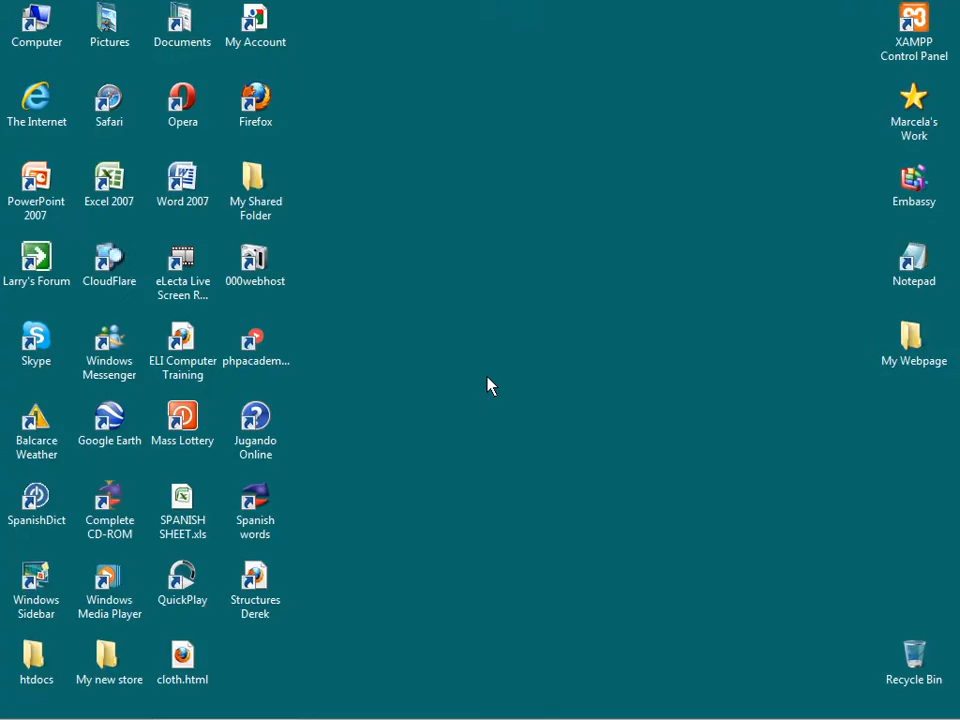 Computer
Pictures
Documents
My Account
XAMPP
Control Panel
The Internet
Safari
Opera
Firefox
Marcela's
Work
PowerPoint
2007
Excel 2007
Word 2007
My Shared
Folder
Embassy
Larry's Forum
CloudFlare
eLecta Live
Screen R...
000webhost
Notepad
Skype
Windows
Messenger
ELI Computer
Training
phpacadem...
My Webpage
Balcarce
Weather
Google Earth
Mass Lottery
Jugando
Online
SpanishDict
Complete
CD-ROM
SPANISH
SHEET.xls
Spanish
words
Windows
Sidebar
Windows
Media Player
QuickPlay
Structures
Derek
htdocs
My new store
cloth.html
Recycle Bin